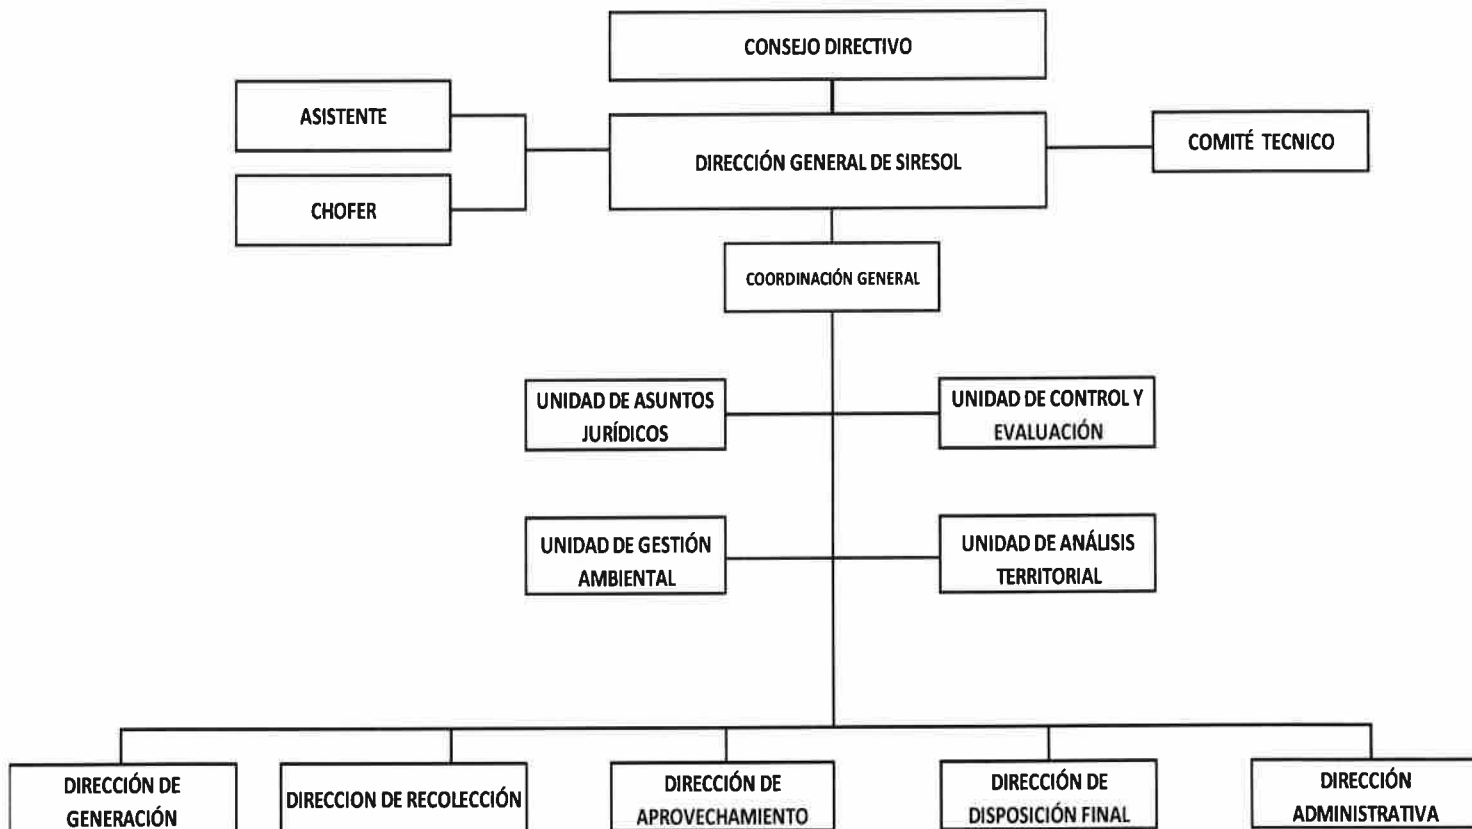 CONSEJO DIRECTIVO
ASISTENTE
CHOFER
DIRECCIÓN GENERAL DE SIRESOL
COMITÉ TECNICO
COORDINACIÓN GENERAL
UNIDAD DE ASUNTOS
JURÍDICOS
UNIDAD DE CONTROL Y
EVALUACIÓN
UNIDAD DE GESTIÓN
AMBIENTAL
UNIDAD DE ANÁLISIS
TERRITORIAL
DIRECCIÓN DE
GENERACIÓN
DIRECCION DE RECOLECCIÓN
DIRECCIÓN DE
APROVECHAMIENTO
DIRECCIÓN DE
DISPOSICIÓN FINAL
DIRECCIÓN
ADMINISTRATIVA